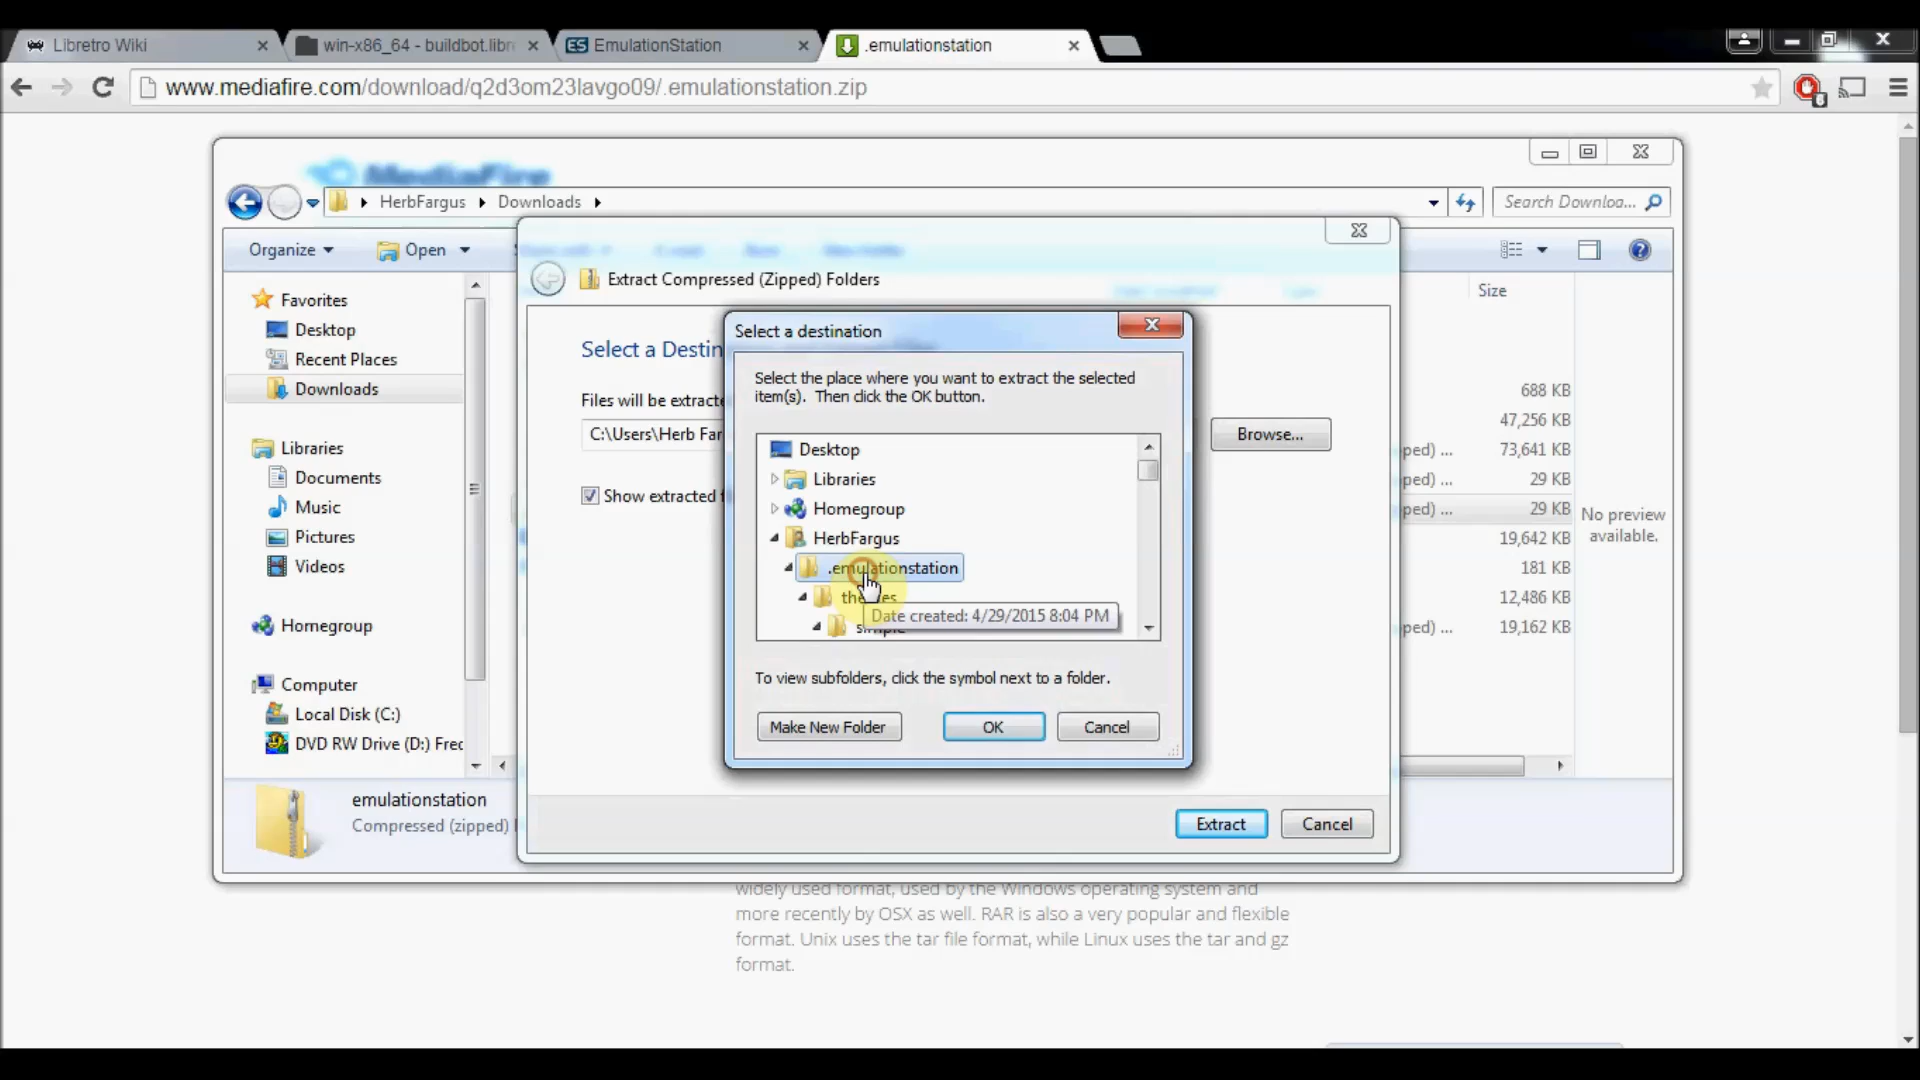 Libretro Wiki
win-x86_64 - buildbot.libr
ES EmulationStation
.emulationstation
www.mediafire.com/download/q2d3om23lavgo09/.emulationstation.zip
MediaFire
HerbFargus
Downloads
Search Downloa...
Organize
Open
Size
Extract Compressed (Zipped) Folders
Favorites
Desktop
Recent Places
Downloads
Libraries
Documents
Music
Pictures
Videos
Homegroup
Computer
Local Disk (C:)
DVD RW Drive (D:) Fred
Select a Destin
Files will be extracte
C:\Users\Herb Far
Browse...
Show extracted f
Select a destination
Select the place where you want to extract the selected
item(s). Then click the OK button.
Desktop
Libraries
Homegroup
HerbFargus
.emulationstation
Date created: 4/29/2015 8:04 PM
To view subfolders, click the symbol next to a folder.
Make New Folder
OK
Cancel
688 KB
47,256 KB
ped) ... 73,641 KB
ped) ... 29 KB
ped) ... 29 KB
19,642 KB
181 KB
12,486 KB
ped) ... 19,162 KB
No preview
available.
emulationstation
Compressed (zipped)
Extract
Cancel
widely used format, used by the Windows operating system and
more recently by OSX as well. RAR is also a very popular and flexible
format. Unix uses the tar file format, while Linux uses the tar and gz
format.